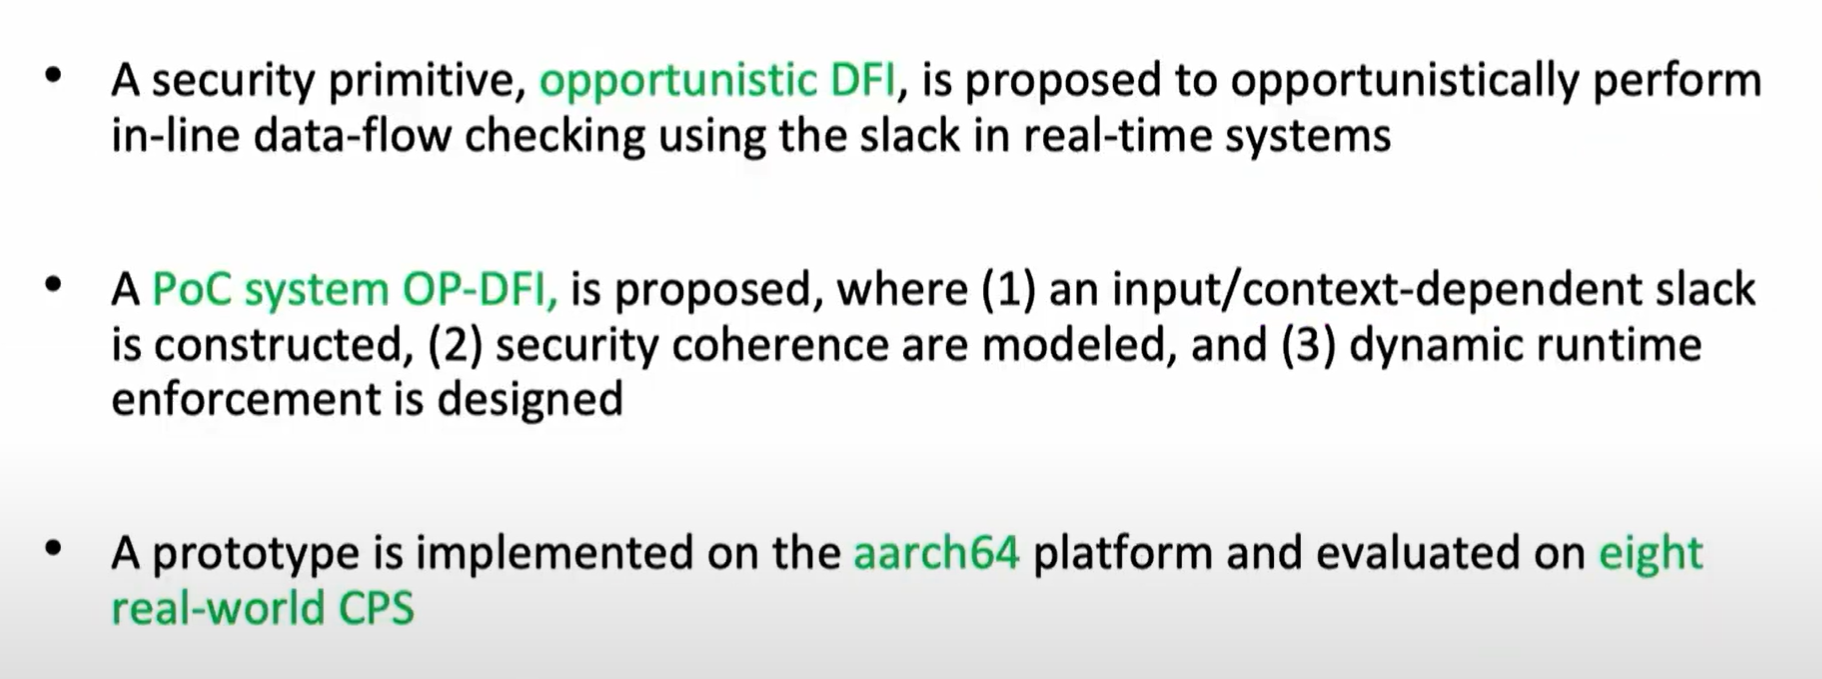 • A security primitive, opportunistic DFI, is proposed to opportunistically perform
in-line data-flow checking using the slack in real-time systems
• A PoC system OP-DFI, is proposed, where (1) an input/context-dependent slack
is constructed, (2) security coherence are modeled, and (3) dynamic runtime
enforcement is designed
• A prototype is implemented on the aarch64 platform and evaluated on eight
real-world CPS